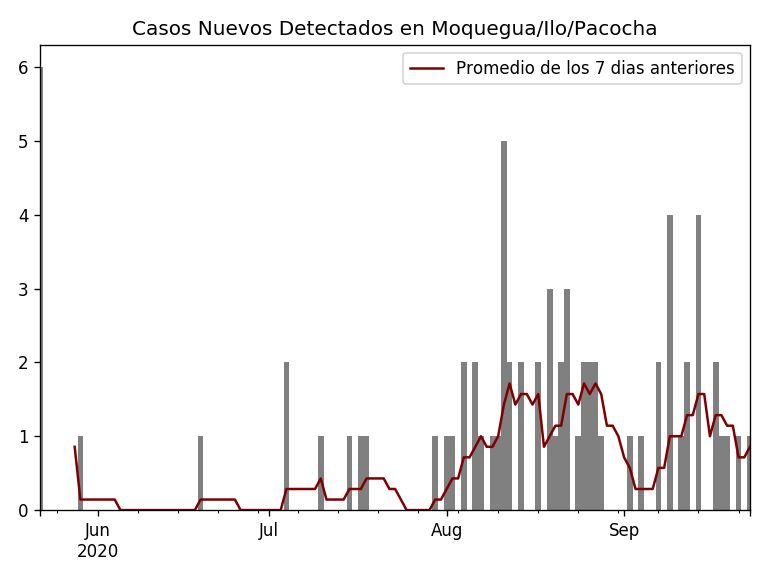 Casos Nuevos Detectados en Moquegua/Ilo/Pacocha
Promedio de los 7 dias anteriores
6
5
4
3
2
1
0
Jun Jul Aug Sep
2020